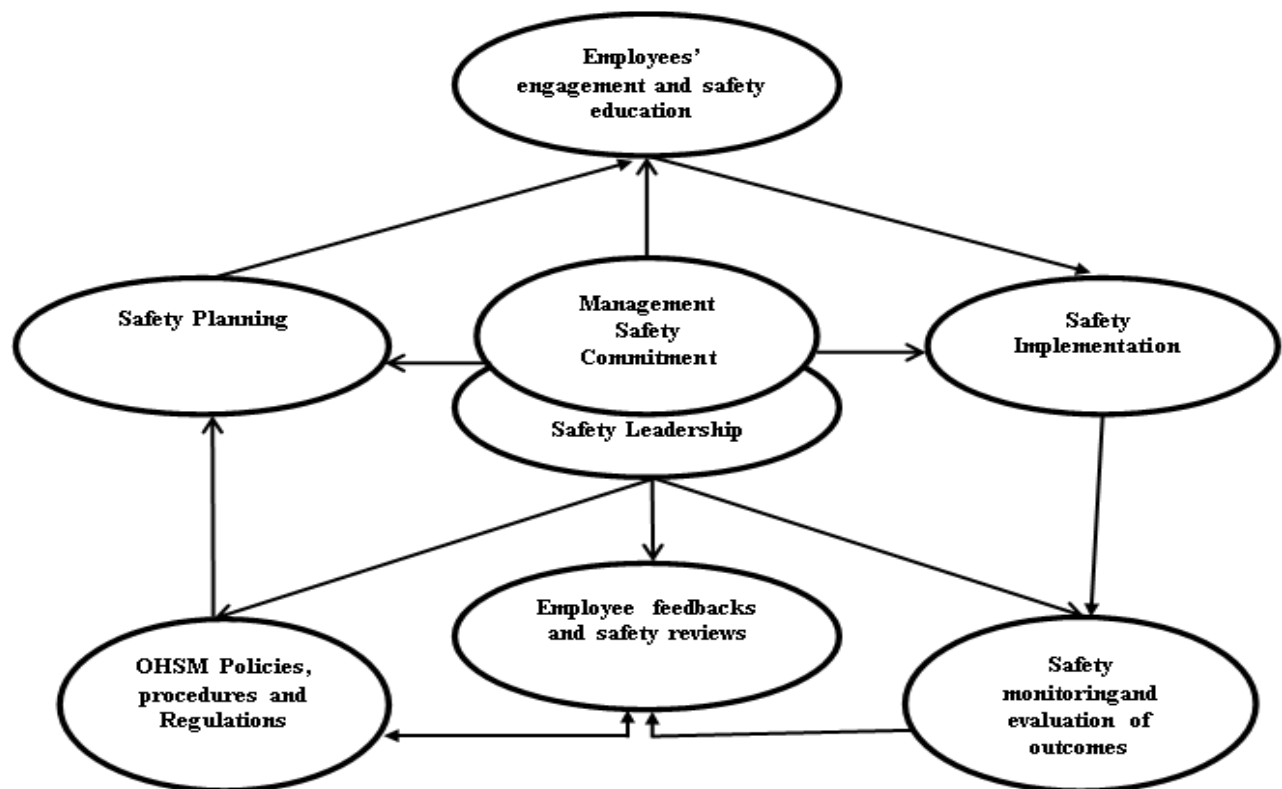 Employees’
engagement and safety
education
Safety Planning
Management
Safety
Commitment
Safety
Implementation
Safety Leadership
Employee feedbacks
and safety reviews
OHSM Policies,
procedures and
Regulations
Safety
monitoringand
evaluation of
outcomes